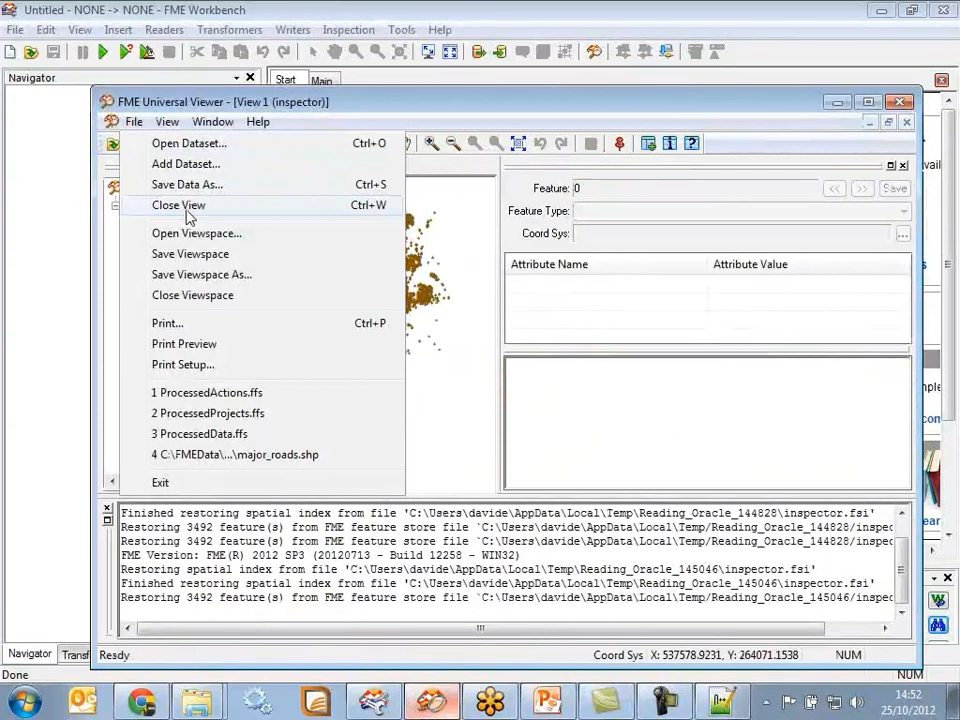 Untitled - NONE -> NONE - FME Workbench
File Edit View Insert Readers Transformers Writers Inspection Tools Help
Navigator
Start Main
FME Universal Viewer - [View 1 (inspector)]
File View Window Help
Open Dataset... Ctrl+O
Add Dataset...
Save Data As... Ctrl+S
Close View Ctrl+W
Open Viewspace...
Save Viewspace
Save Viewspace As...
Close Viewspace
Print... Ctrl+P
Print Preview
Print Setup...
1 ProcessedActions.ffs
2 ProcessedProjects.ffs
3 ProcessedData.ffs
4 C:\FMEData\...\major_roads.shp
Exit
Feature: 0 << >> Save
Feature Type:
Coord Sys: ...
Attribute Name Attribute Value
Finished restoring spatial index from file 'C:\Users\davide\AppData\Local\Temp\Reading_Oracle_144828\inspector.fsi'
Restoring 3492 feature(s) from FME feature store file `C:\Users\davide\AppData\Local\Temp/Reading_Oracle_144828/inspec
Restoring 3492 feature(s) from FME feature store file `C:\Users\davide\AppData\Local\Temp/Reading_Oracle_144828/inspec
FME Version: FME(R) 2012 SP3 (20120713 - Build 12258 - WIN32)
Restoring spatial index from file 'C:\Users\davide\AppData\Local\Temp\Reading_Oracle_145046\inspector.fsi'
Finished restoring spatial index from file 'C:\Users\davide\AppData\Local\Temp\Reading_Oracle_145046\inspector.fsi'
Restoring 3492 feature(s) from FME feature store file `C:\Users\davide\AppData\Local\Temp/Reading_Oracle_145046/inspec
Ready Coord Sys X: 537578.9231, Y: 264071.1538 NUM
Navigator Transf
Done NUM
14:52
25/10/2012